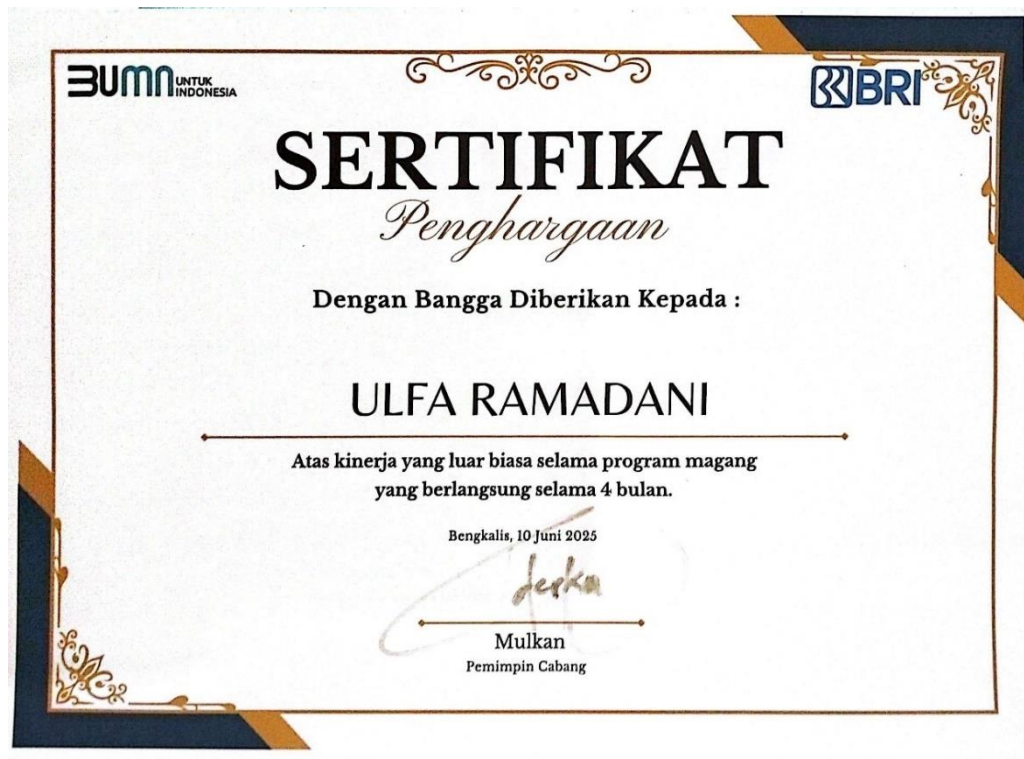 BUMN UNTUK
INDONESIA
BRI
SERTIFIKAT
Penghargaan
Dengan Bangga Diberikan Kepada :
ULFA RAMADANI
Atas kinerja yang luar biasa selama program magang
yang berlangsung selama 4 bulan.
Bengkalis, 10 Juni 2025
Mulkan
Pemimpin Cabang